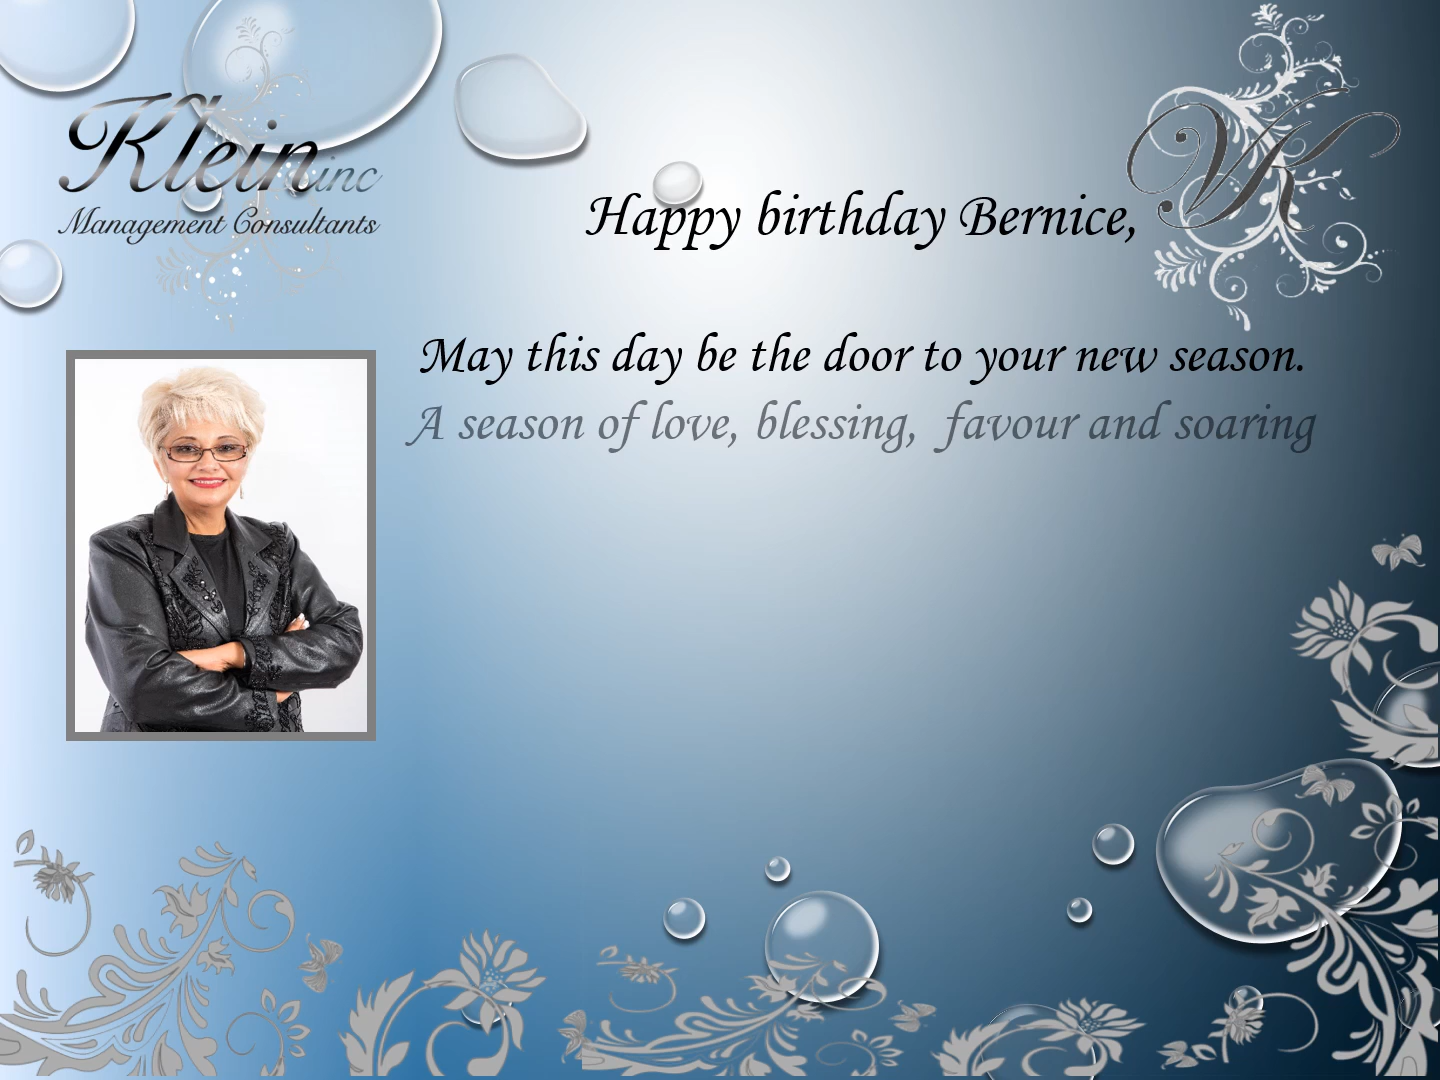 Klein inc
Management Consultants
VK
Happy birthday Bernice,
May this day be the door to your new season.
A season of love, blessing, favour and soaring